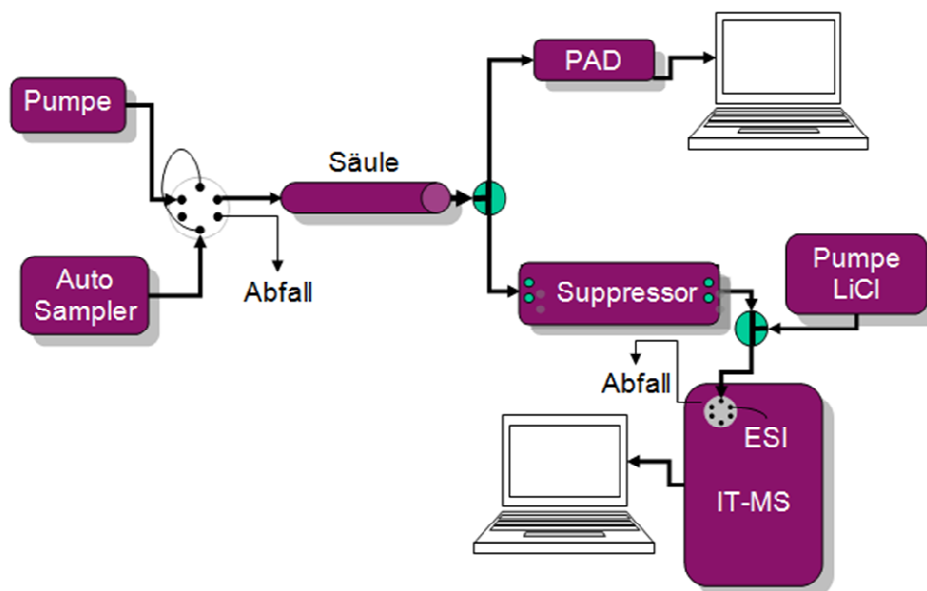 Pumpe
Säule
PAD
Auto
Sampler
Abfall
Suppressor
Pumpe
LiCl
Abfall
ESI
IT-MS